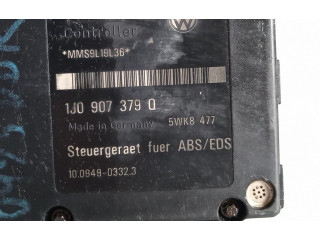 Controller
*MMS9L19L36*
1J0 907 379 Q
Made in Germany 5WK8 477
Steuergeraet fuer ABS/EDS
10.0949-0332.3